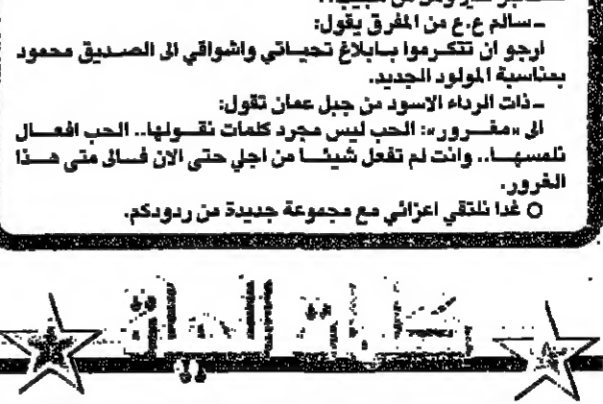 ـ سالم ع.ع من المفرق يقول:
ارجو ان تتكرموا بابلاغ تحياتي واشواقي الى الصديق محمود
بمناسبة المولود الجديد.
ـ ذات الرداء الاسود من جبل عمان تقول:
الى «مغرور»: الحب ليس مجرد كلمات نقولها.. الحب افعال
نلمسها.. وانت لم تفعل شيئا من اجلي حتى الان فالى متى هذا
الغرور.
○ غدا نلتقي اعزائي مع مجموعة جديدة من ردودكم.